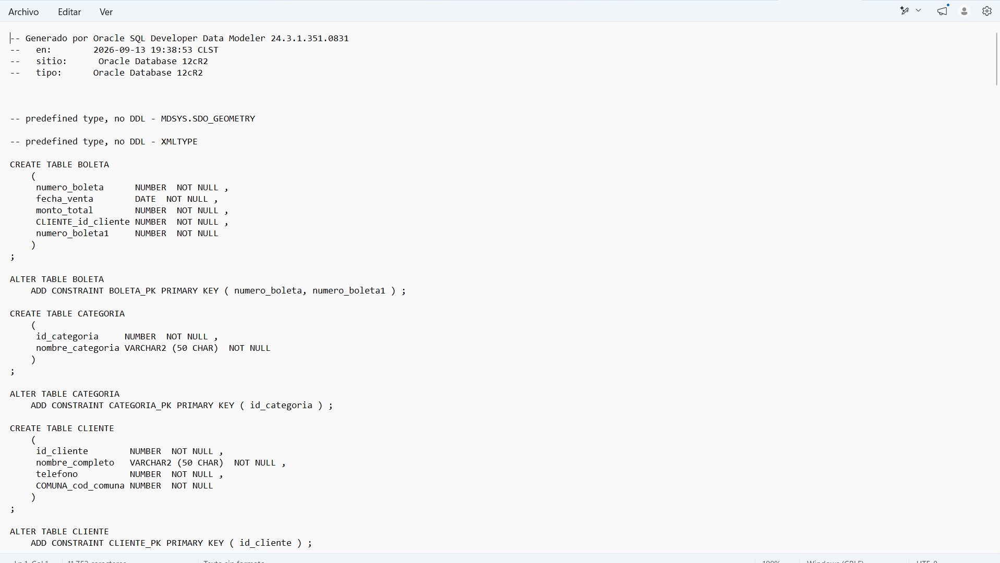 Archivo Editar Ver
-- Generado por Oracle SQL Developer Data Modeler 24.3.1.351.0831
--   en:        2026-09-13 19:38:53 CLST
--   sitio:      Oracle Database 12cR2
--   tipo:      Oracle Database 12cR2
-- predefined type, no DDL - MDSYS.SDO_GEOMETRY
-- predefined type, no DDL - XMLTYPE
CREATE TABLE BOLETA
    (
     numero_boleta      NUMBER  NOT NULL ,
     fecha_venta        DATE  NOT NULL ,
     monto_total        NUMBER  NOT NULL ,
     CLIENTE_id_cliente NUMBER  NOT NULL ,
     numero_boleta1     NUMBER  NOT NULL
    )
;
ALTER TABLE BOLETA
    ADD CONSTRAINT BOLETA_PK PRIMARY KEY ( numero_boleta, numero_boleta1 ) ;
CREATE TABLE CATEGORIA
    (
     id_categoria     NUMBER  NOT NULL ,
     nombre_categoria VARCHAR2 (50 CHAR)  NOT NULL
    )
;
ALTER TABLE CATEGORIA
    ADD CONSTRAINT CATEGORIA_PK PRIMARY KEY ( id_categoria ) ;
CREATE TABLE CLIENTE
    (
     id_cliente        NUMBER  NOT NULL ,
     nombre_completo   VARCHAR2 (50 CHAR)  NOT NULL ,
     telefono          NUMBER  NOT NULL ,
     COMUNA_cod_comuna NUMBER  NOT NULL
    )
;
ALTER TABLE CLIENTE
    ADD CONSTRAINT CLIENTE_PK PRIMARY KEY ( id_cliente ) ;